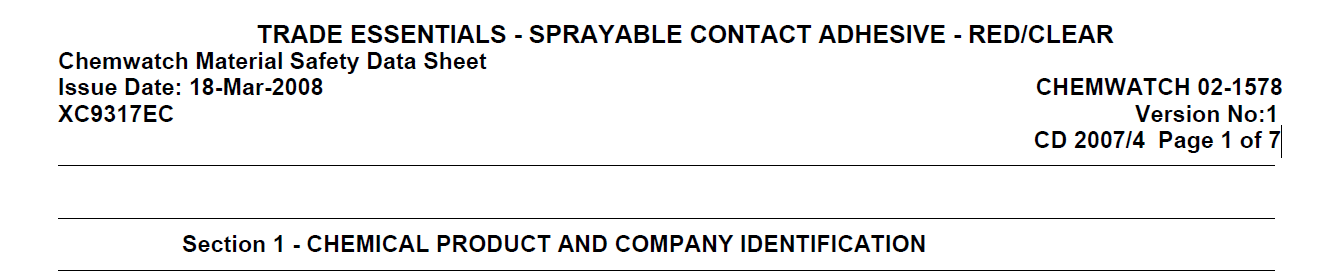 TRADE ESSENTIALS - SPRAYABLE CONTACT ADHESIVE - RED/CLEAR
Chemwatch Material Safety Data Sheet
Issue Date: 18-Mar-2008 CHEMWATCH 02-1578
XC9317EC Version No:1
CD 2007/4 Page 1 of 7
Section 1 - CHEMICAL PRODUCT AND COMPANY IDENTIFICATION